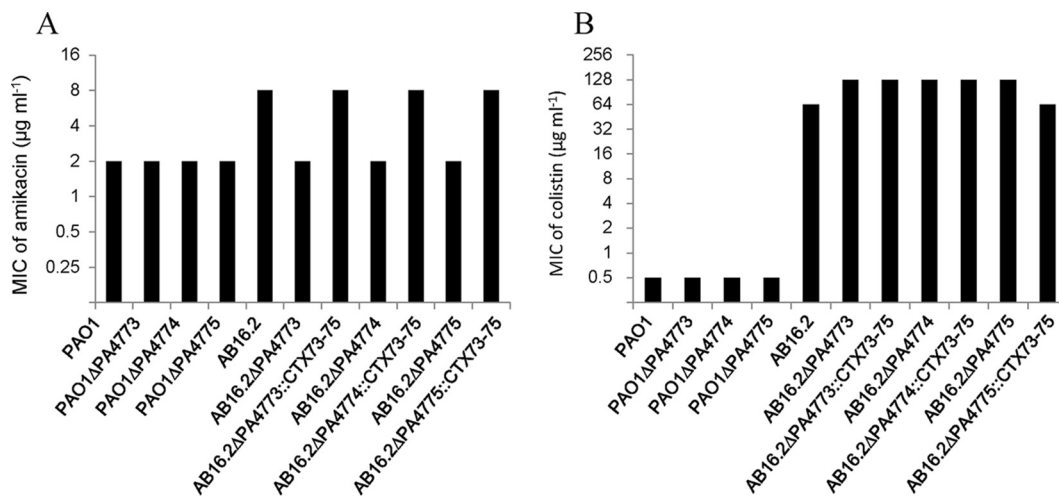 A
MIC of amikacin (µg ml-1)
16
8
4
2
1
0.5
0.25
PAO1
PAO1ΔPA4773
PAO1ΔPA4774
PAO1ΔPA4775
AB16.2
AB16.2ΔPA4773
AB16.2ΔPA4773::CTX73-75
AB16.2ΔPA4774
AB16.2ΔPA4774::CTX73-75
AB16.2ΔPA4775
AB16.2ΔPA4775::CTX73-75
B
MIC of colistin (µg ml-1)
256
128
64
32
16
8
4
2
1
0.5
PAO1
PAO1ΔPA4773
PAO1ΔPA4774
PAO1ΔPA4775
AB16.2
AB16.2ΔPA4773
AB16.2ΔPA4773::CTX73-75
AB16.2ΔPA4774
AB16.2ΔPA4774::CTX73-75
AB16.2ΔPA4775
AB16.2ΔPA4775::CTX73-75